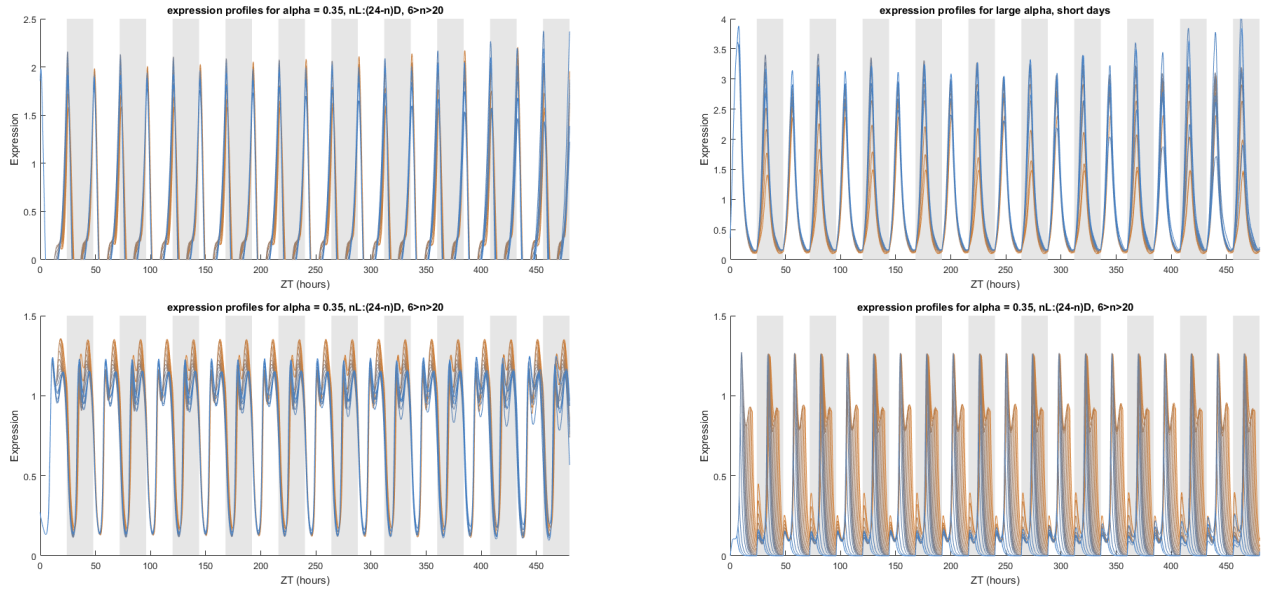 expression profiles for alpha = 0.35, nL:(24-n)D, 6>n>20
2.5
2
1.5
1
0.5
0
Expression
0 50 100 150 200 250 300 350 400 450
ZT (hours)
expression profiles for large alpha, short days
4
3.5
3
2.5
2
1.5
1
0.5
0
Expression
0 50 100 150 200 250 300 350 400 450
ZT (hours)
expression profiles for alpha = 0.35, nL:(24-n)D, 6>n>20
1.5
1
0.5
0
Expression
0 50 100 150 200 250 300 350 400 450
ZT (hours)
expression profiles for alpha = 0.35, nL:(24-n)D, 6>n>20
1.5
1
0.5
0
Expression
0 50 100 150 200 250 300 350 400 450
ZT (hours)